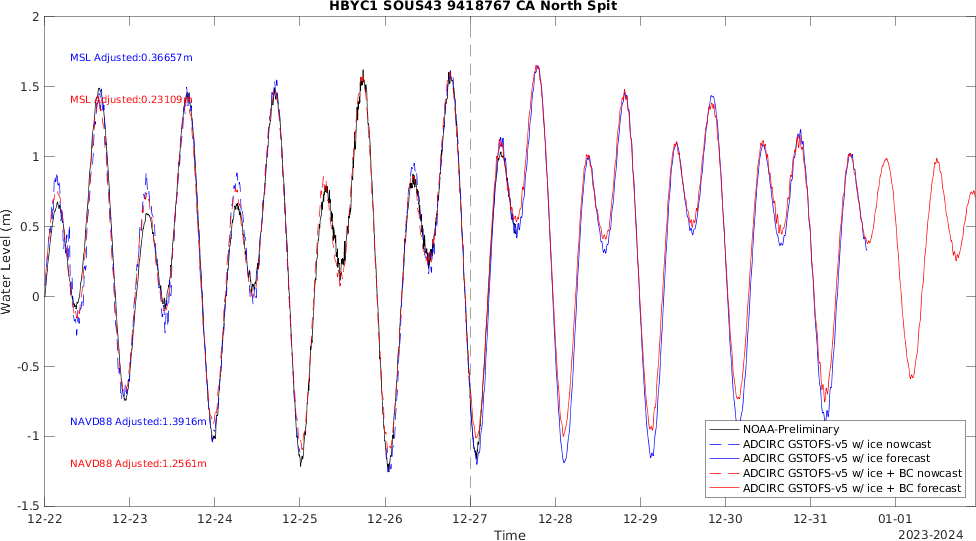 HBYC1 SOUS43 9418767 CA North Spit
2
1.5
1
0.5
0
-0.5
-1
-1.5
Water Level (m)
MSL Adjusted:0.36657m
MSL Adjusted:0.23109m
NAVD88 Adjusted:1.3916m
NAVD88 Adjusted:1.2561m
NOAA-Preliminary
ADCIRC GSTOFS-v5 w/ ice nowcast
ADCIRC GSTOFS-v5 w/ ice forecast
ADCIRC GSTOFS-v5 w/ ice + BC nowcast
ADCIRC GSTOFS-v5 w/ ice + BC forecast
12-22 12-23 12-24 12-25 12-26 12-27 12-28 12-29 12-30 12-31 01-01
Time
2023-2024